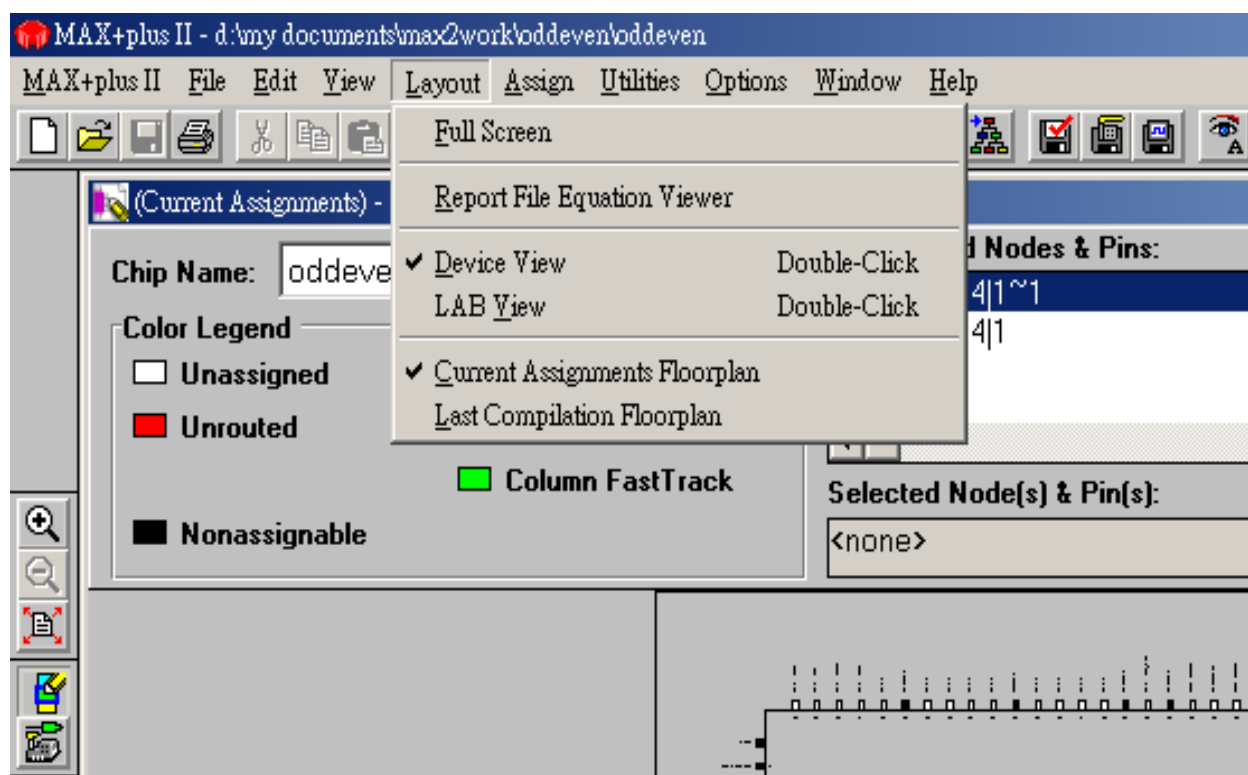 MAX+plus II - d:\my documents\max2work\oddeven\oddeven
MAX+plus II File Edit View Layout Assign Utilities Options Window Help
Full Screen
(Current Assignments) -
Report File Equation Viewer
Chip Name: oddeve
Device View Double-Click
LAB View Double-Click
Current Assignments Floorplan
Last Compilation Floorplan
d Nodes & Pins:
4|1~1
4|1
Color Legend
Unassigned
Unrouted
Column FastTrack
Nonassignable
Selected Node(s) & Pin(s):
<none>
A